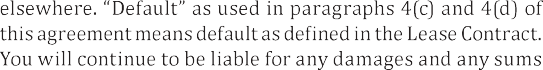 elsewhere. “Default” as used in paragraphs 4(c) and 4(d) of
this agreement means default as defined in the Lease Contract.
You will continue to be liable for any damages and any sums